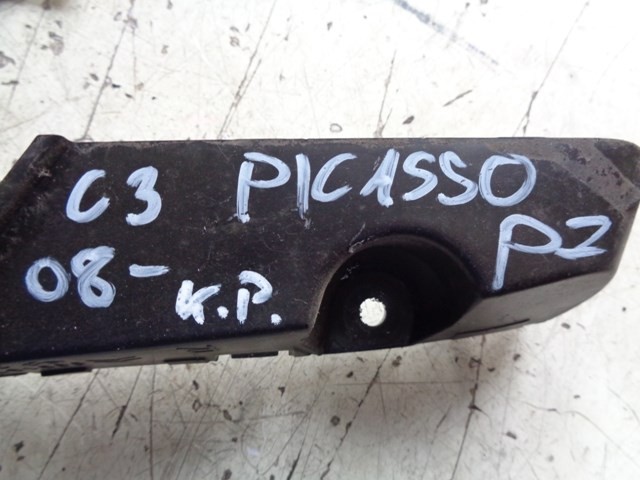 C3 PICASSO
08- K.P. PZ